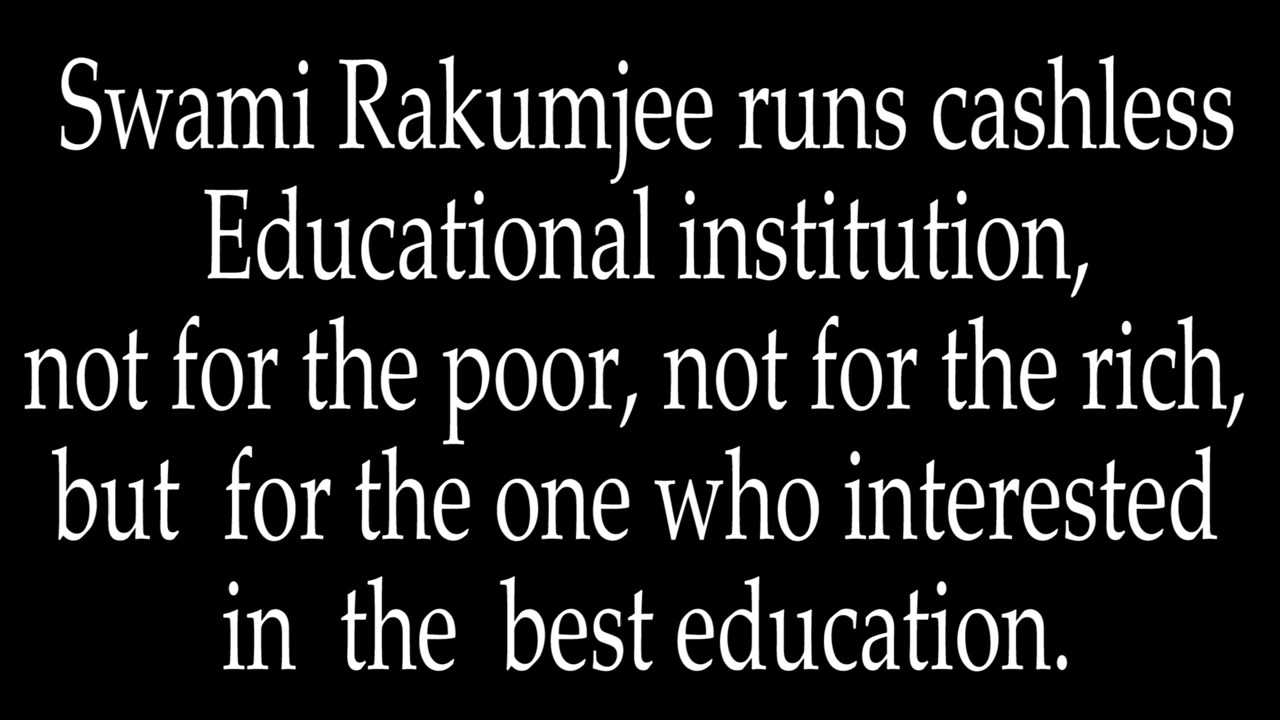 Swami Rakumjee runs cashless
Educational institution,
not for the poor, not for the rich,
but for the one who interested
in the best education.